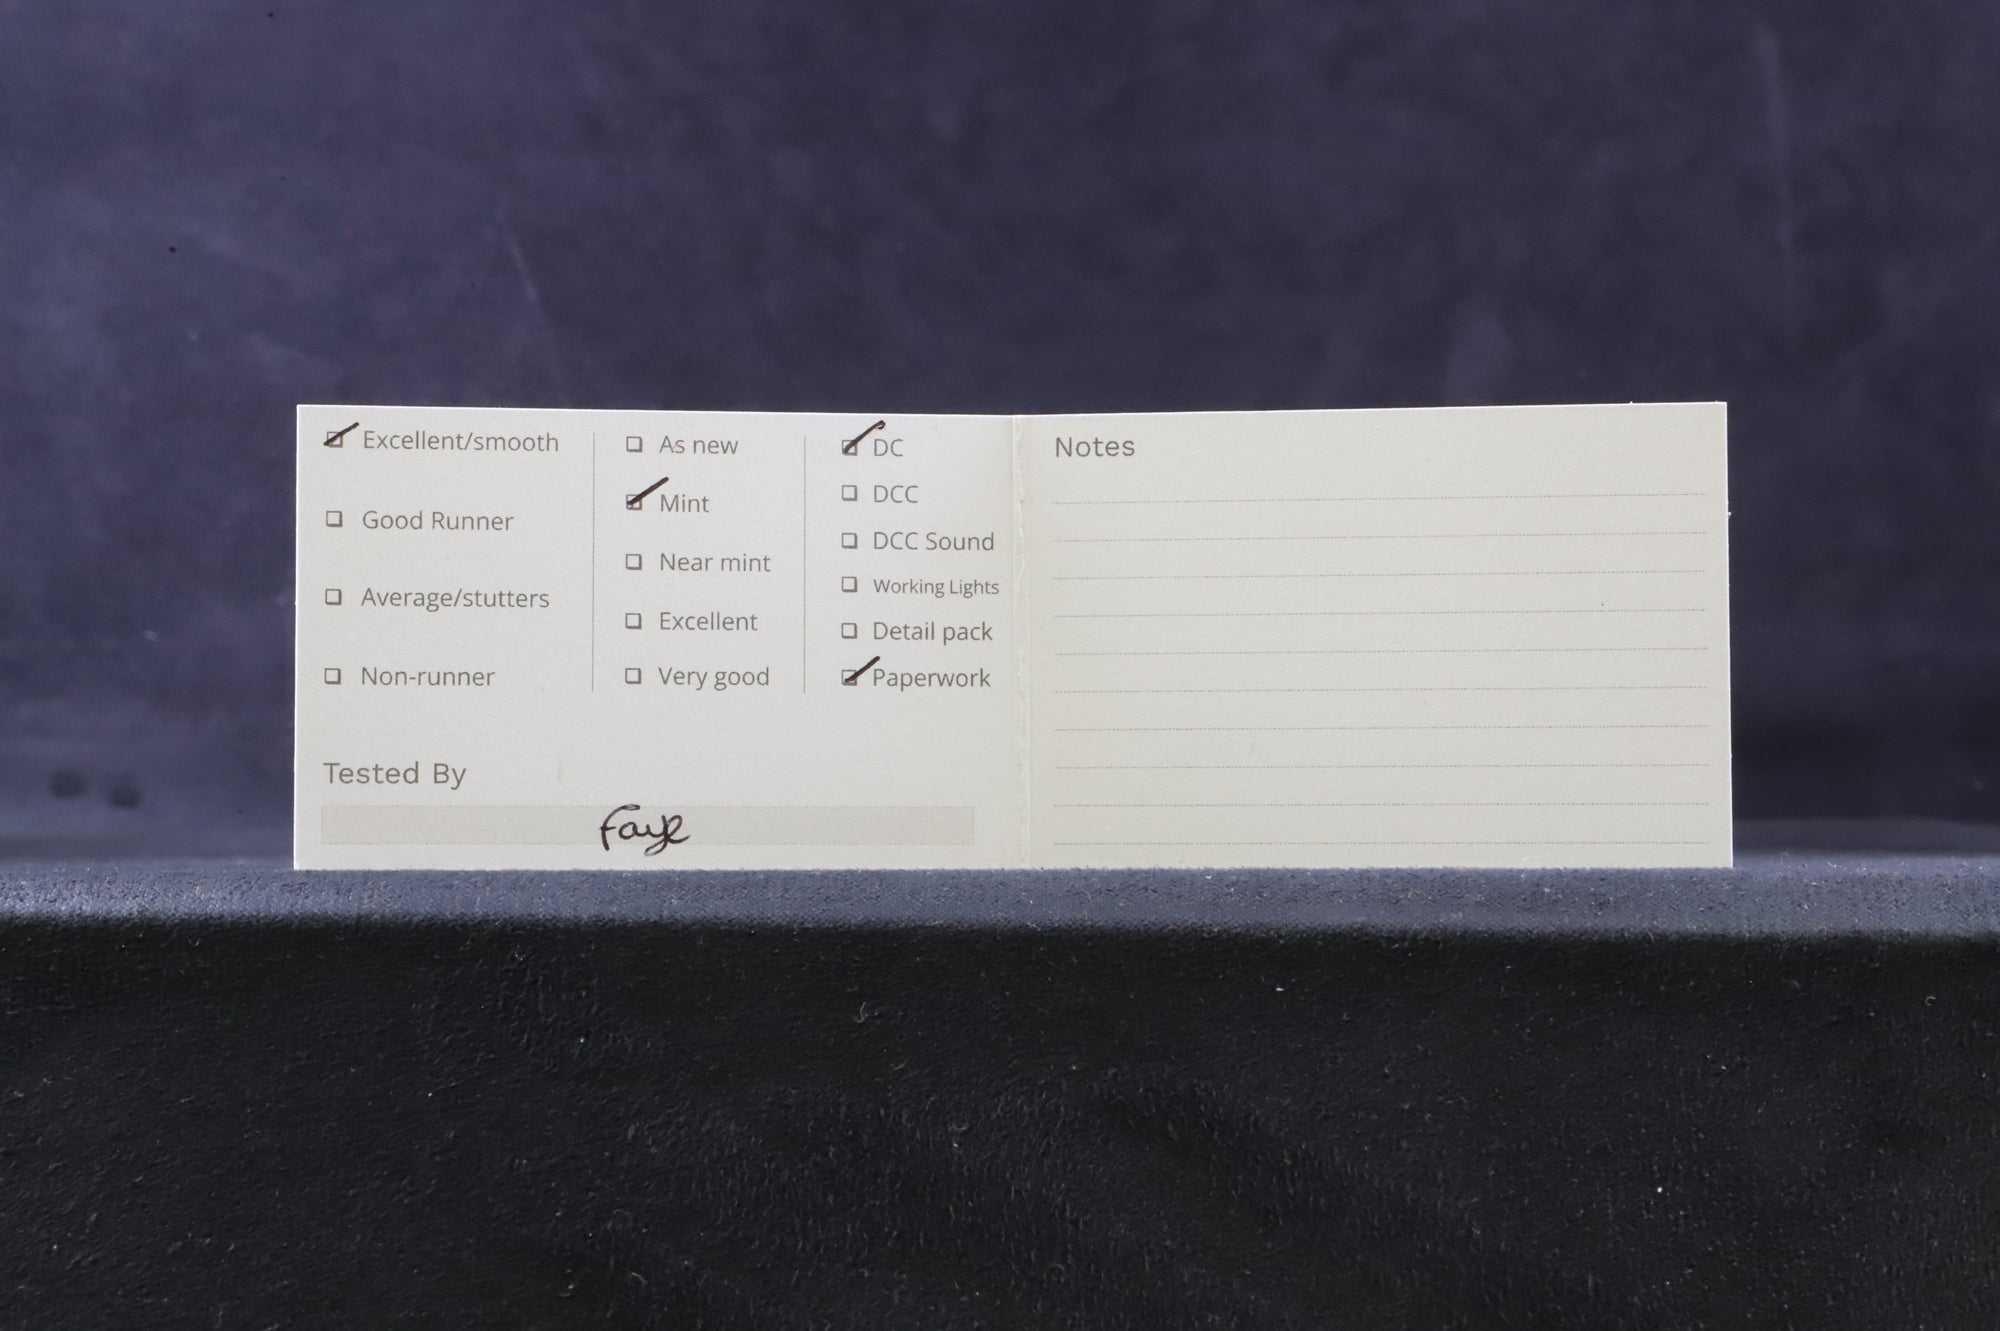 Excellent/smooth
Good Runner
Average/stutters
Non-runner
As new
Mint
Near mint
Excellent
Very good
DC
DCC
DCC Sound
Working Lights
Detail pack
Paperwork
Tested By
Faye
Notes